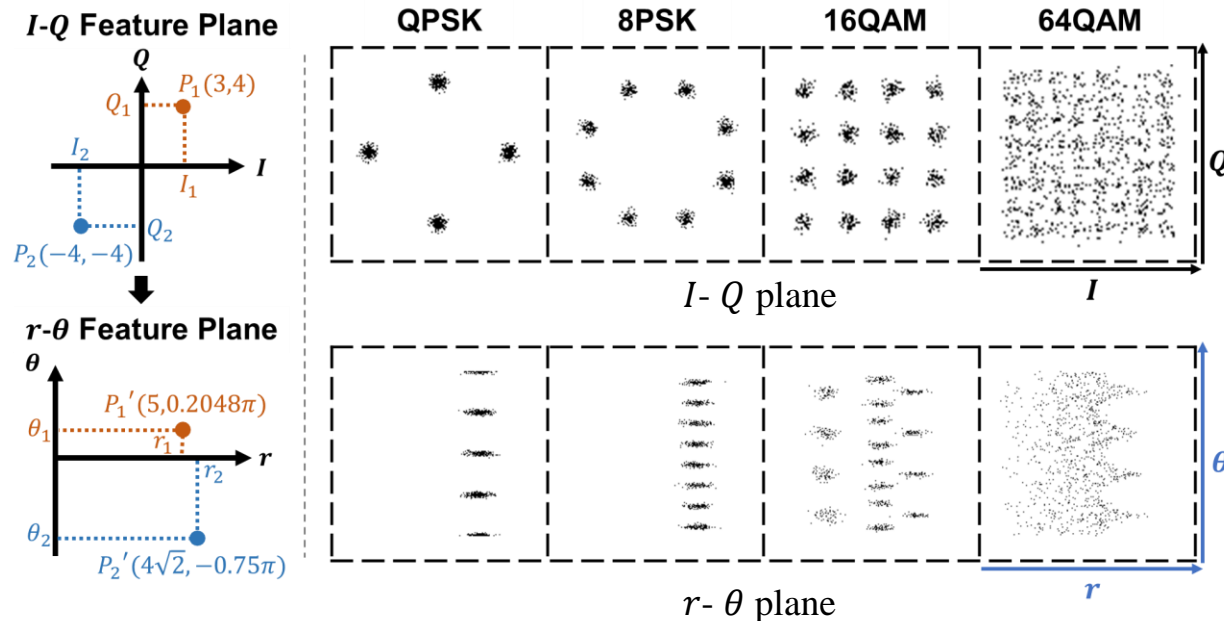 I-Q Feature Plane
Q
P₁(3,4)
Q₁
I₂
I
I₁
Q₂
P₂(−4,−4)
r-θ Feature Plane
θ
P₁′(5,0.2048π)
θ₁
r₁
r
r₂
θ₂
P₂′(4√2,−0.75π)
QPSK 8PSK 16QAM 64QAM
Q
I
I- Q plane
θ
r
r- θ plane